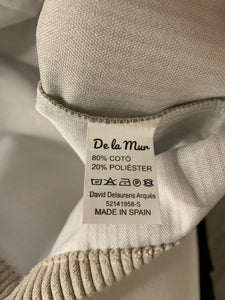 De la Mur
80% COTÓ
20% POLIÈSTER
David Delaurens Arqués
52141958-S
MADE IN SPAIN